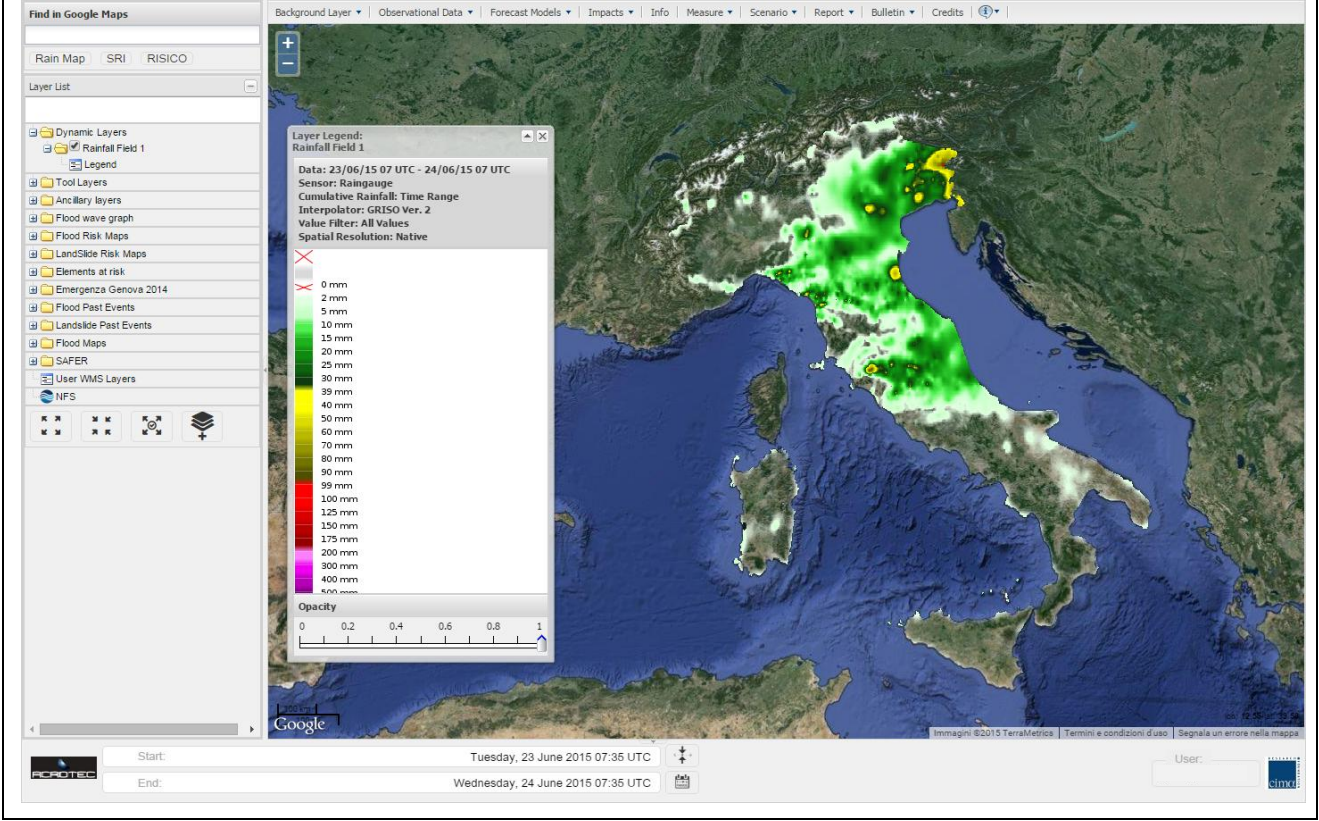 Find in Google Maps
Background Layer
Observational Data
Forecast Models
Impacts
Info
Measure
Scenario
Report
Bulletin
Credits
Rain Map SRI RISICO
Layer List
Dynamic Layers
Rainfall Field 1
Legend
Tool Layers
Ancillary layers
Flood wave graph
Flood Risk Maps
LandSlide Risk Maps
Elements at risk
Emergenza Genova 2014
Flood Past Events
Landslide Past Events
Flood Maps
SAFER
User WMS Layers
NFS
Layer Legend:
Rainfall Field 1
Data: 23/06/15 07 UTC - 24/06/15 07 UTC
Sensor: Raingauge
Cumulative Rainfall: Time Range
Interpolator: GRISO Ver. 2
Value Filter: All Values
Spatial Resolution: Native
0 mm
2 mm
5 mm
10 mm
15 mm
20 mm
25 mm
30 mm
39 mm
40 mm
50 mm
60 mm
70 mm
80 mm
90 mm
99 mm
100 mm
125 mm
150 mm
175 mm
200 mm
300 mm
400 mm
500 mm
Opacity
0 0.2 0.4 0.6 0.8 1
Google
Immagini ©2015 TerraMetrics
Termini e condizioni d'uso
Segnala un errore nella mappa
ACROTEC
Start: Tuesday, 23 June 2015 07:35 UTC
End: Wednesday, 24 June 2015 07:35 UTC
User:
cima